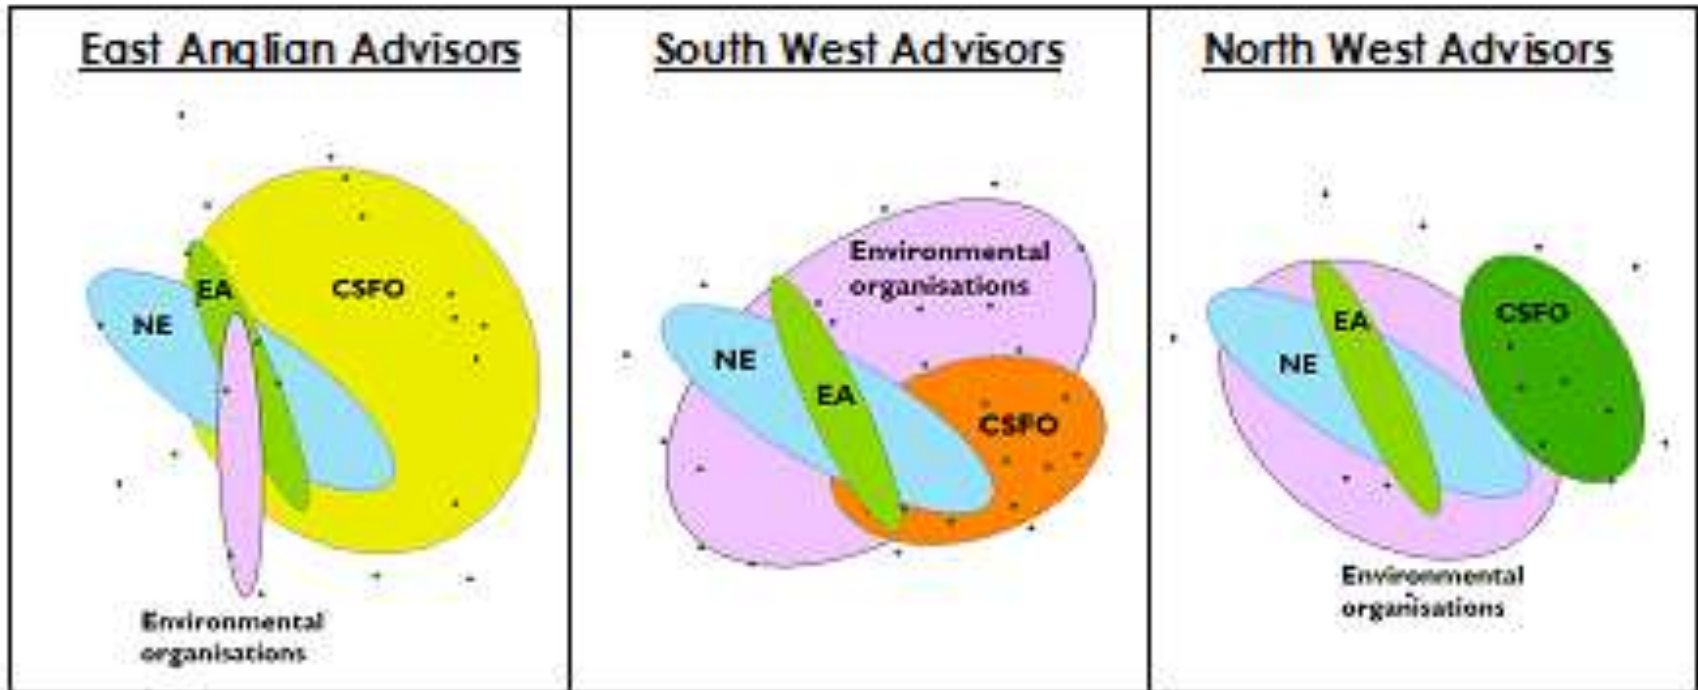 East Anglian Advisors
EA
CSFO
NE
Environmental
organisations
South West Advisors
Environmental
organisations
NE
EA
CSFO
North West Advisors
CSFO
EA
NE
Environmental
organisations